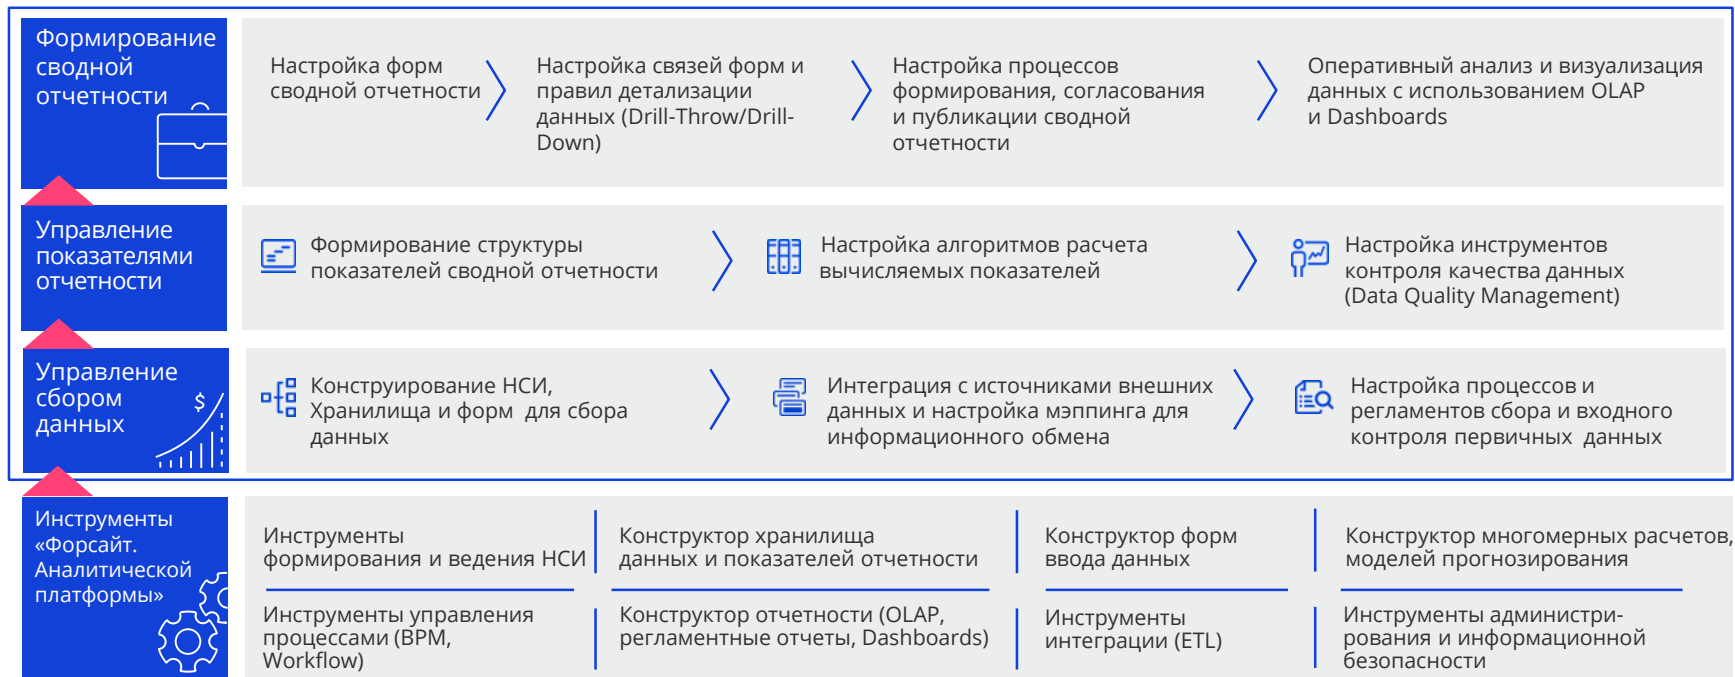 Формирование
сводной
отчетности
Настройка форм
сводной отчетности
Настройка связей форм и
правил детализации
данных (Drill-Throw/Drill-
Down)
Настройка процессов
формирования, согласования
и публикации сводной
отчетности
Оперативный анализ и визуализация
данных с использованием OLAP
и Dashboards
Управление
показателями
отчетности
Формирование структуры
показателей сводной отчетности
Настройка алгоритмов расчета
вычисляемых показателей
Настройка инструментов
контроля качества данных
(Data Quality Management)
Управление
сбором
данных
$
Конструирование НСИ,
Хранилища и форм для сбора
данных
Интеграция с источниками внешних
данных и настройка мэппинга для
информационного обмена
Настройка процессов и
регламентов сбора и входного
контроля первичных данных
Инструменты
«Форсайт.
Аналитической
платформы»
Инструменты
формирования и ведения НСИ
Конструктор хранилища
данных и показателей отчетности
Конструктор форм
ввода данных
Конструктор многомерных расчетов,
моделей прогнозирования
Инструменты управления
процессами (BPM,
Workflow)
Конструктор отчетности (OLAP,
регламентные отчеты, Dashboards)
Инструменты
интеграции (ETL)
Инструменты администри-
рования и информационной
безопасности